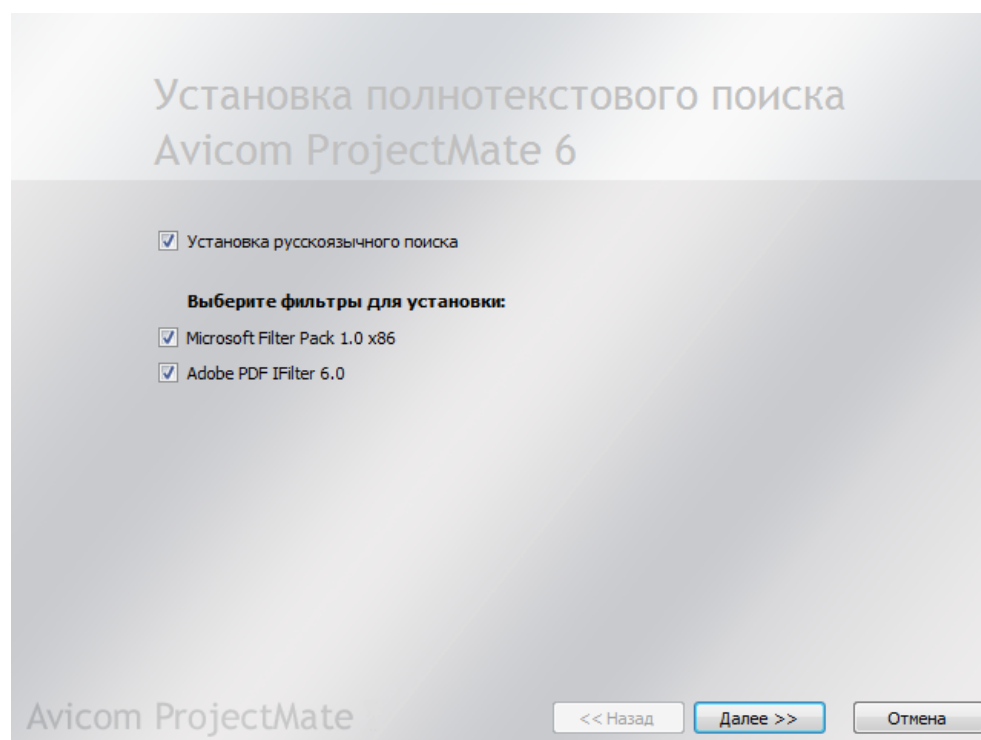 Установка полнотекстового поиска
Avicom ProjectMate 6
Установка русскоязычного поиска
Выберите фильтры для установки:
Microsoft Filter Pack 1.0 x86
Adobe PDF IFilter 6.0
Avicom ProjectMate
<< Назад
Далее >>
Отмена